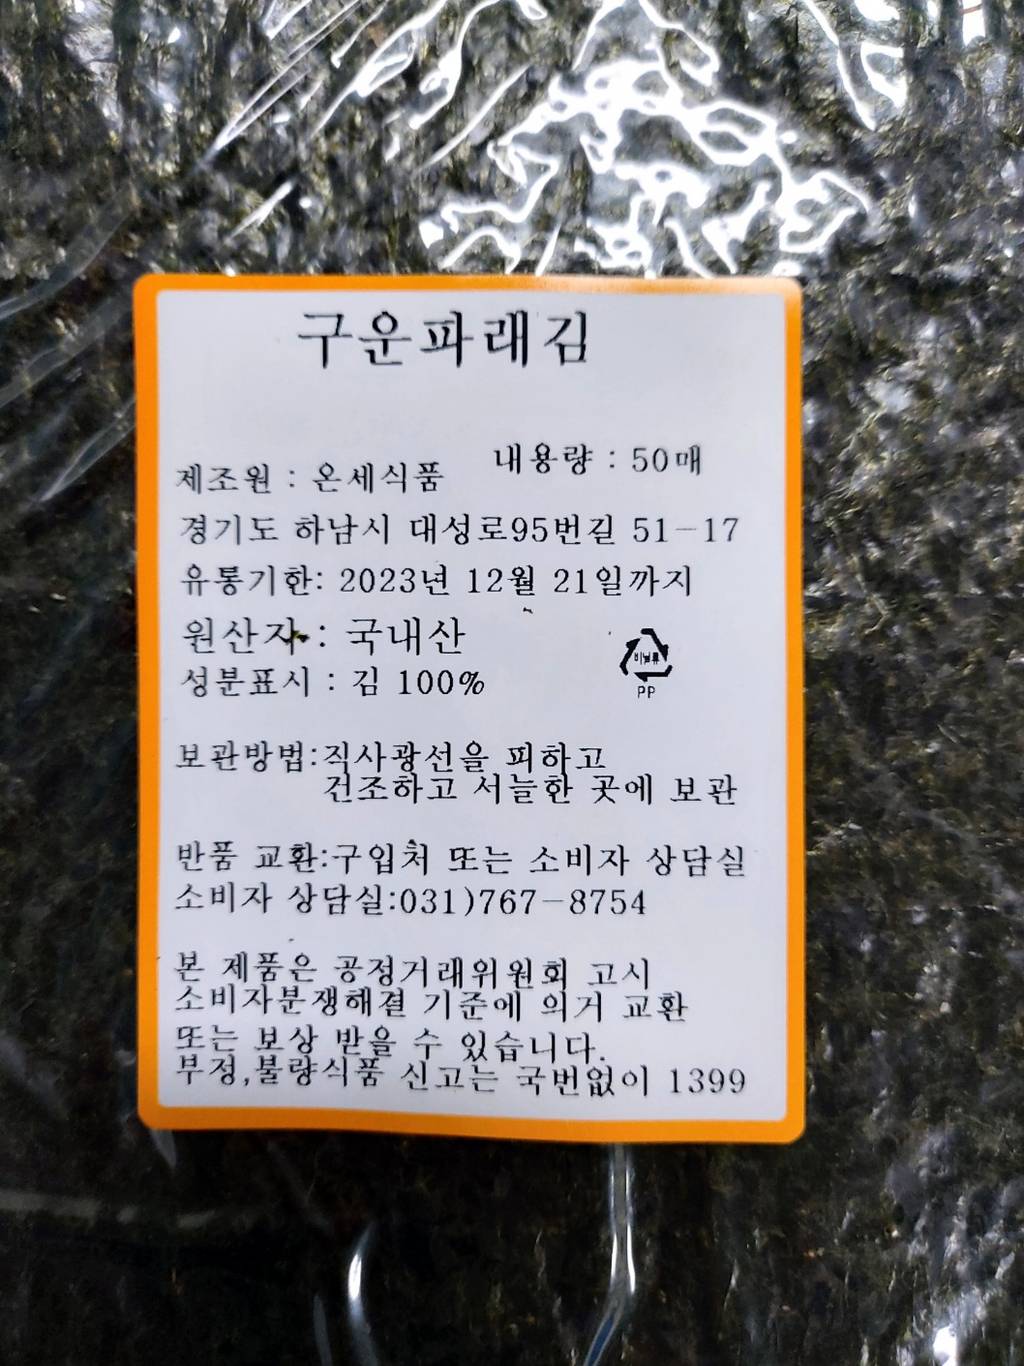 구운파래김
제조원 : 온세식품 내용량 : 50매
경기도 하남시 대성로95번길 51-17
유통기한: 2023년 12월 21일까지
원산지 : 국내산
성분표시 : 김 100%
비닐류
PP
보관방법:직사광선을 피하고
건조하고 서늘한 곳에 보관
반품 교환:구입처 또는 소비자 상담실
소비자 상담실:031)767-8754
본 제품은 공정거래위원회 고시
소비자분쟁해결 기준에 의거 교환
또는 보상 받을 수 있습니다.
부정,불량식품 신고는 국번없이 1399